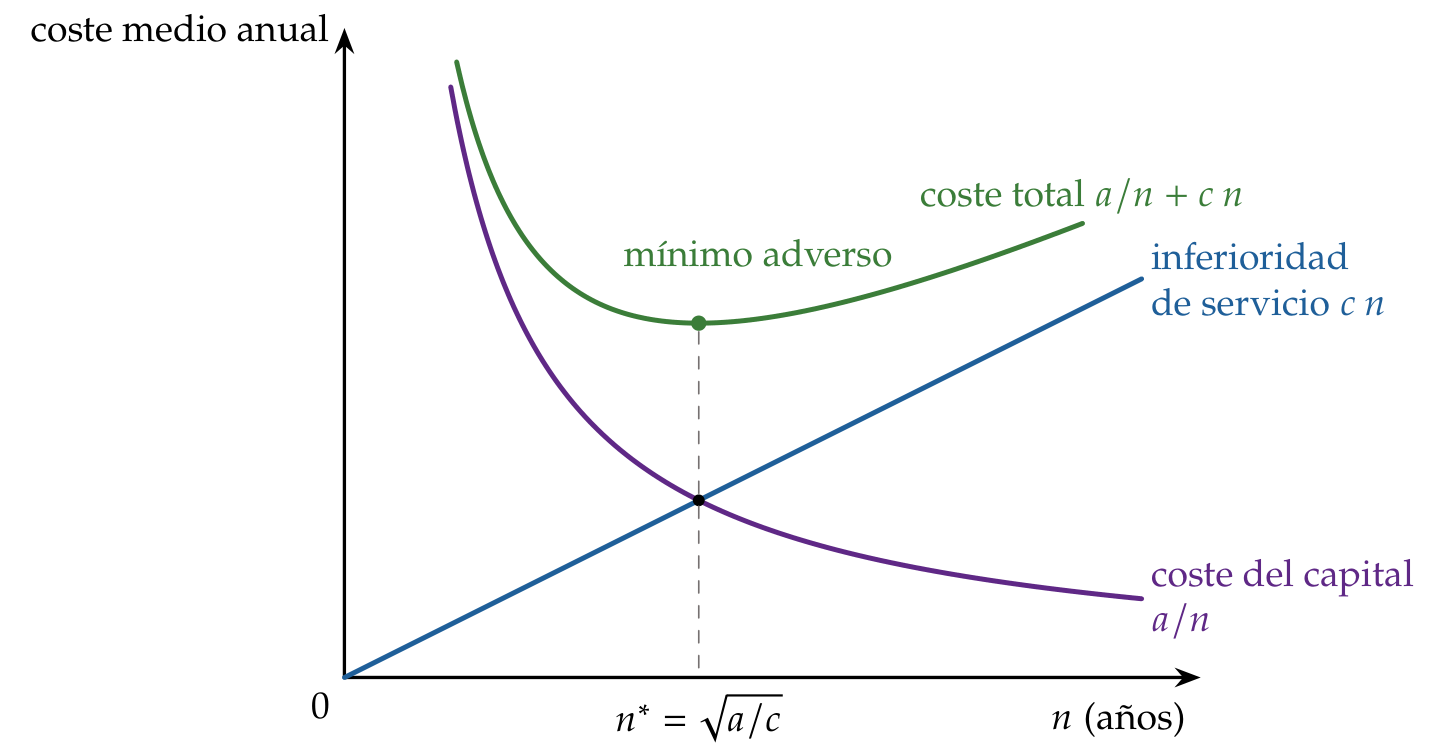 coste medio anual
coste total a/n + c n
mínimo adverso
inferioridad
de servicio c n
coste del capital
a/n
0
n* = √a/c
n (años)